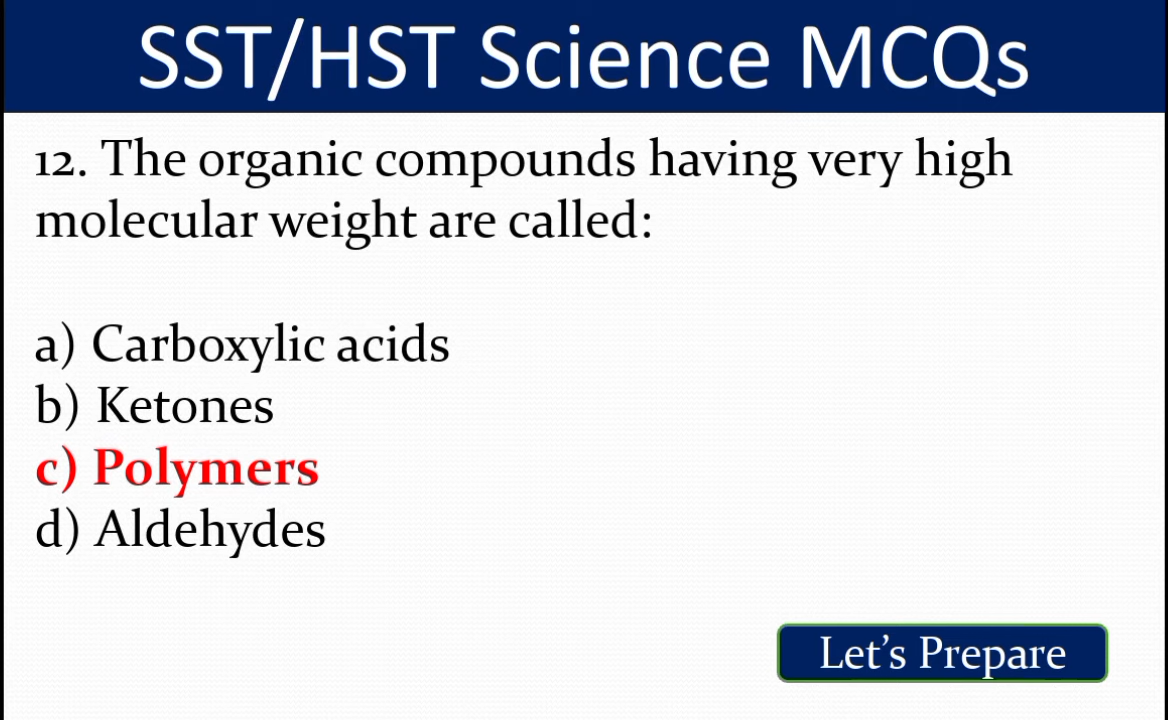 SST/HST Science MCQs
12. The organic compounds having very high
molecular weight are called:
a) Carboxylic acids
b) Ketones
c) Polymers
d) Aldehydes
Let's Prepare